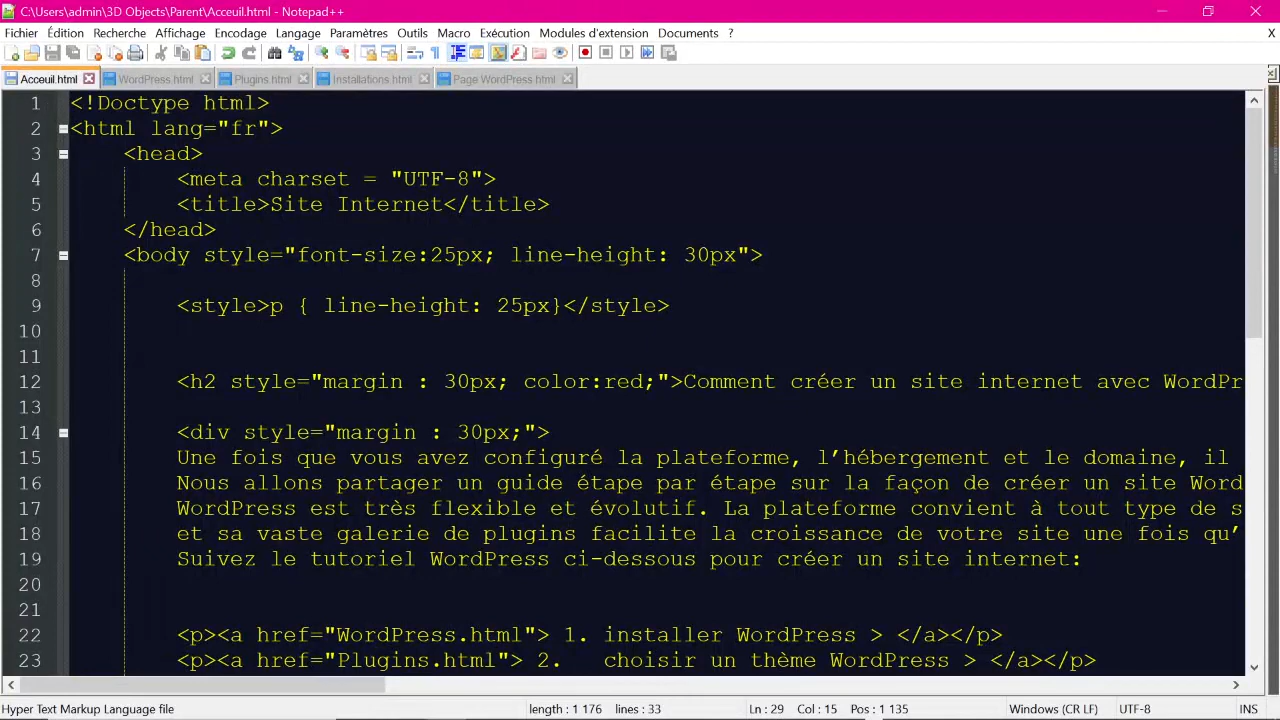 C:\Users\admin\3D Objects\Parent\Acceuil.html - Notepad++
Fichier Édition Recherche Affichage Encodage Langage Paramètres Outils Macro Exécution Modules d'extension Documents ? X
Acceuil.html WordPress.html Plugins.html Installations.html Page WordPress.html
1 <!Doctype html>
2 <html lang="fr">
3 <head>
4 <meta charset = "UTF-8">
5 <title>Site Internet</title>
6 </head>
7 <body style="font-size:25px; line-height: 30px">
8
9 <style>p { line-height: 25px}</style>
10
11
12 <h2 style="margin : 30px; color:red;">Comment créer un site internet avec WordPr
13
14 <div style="margin : 30px;">
15 Une fois que vous avez configuré la plateforme, l’hébergement et le domaine, il
16 Nous allons partager un guide étape par étape sur la façon de créer un site Word
17 WordPress est très flexible et évolutif. La plateforme convient à tout type de s
18 et sa vaste galerie de plugins facilite la croissance de votre site une fois qu’
19 Suivez le tutoriel WordPress ci-dessous pour créer un site internet:
20
21
22 <p><a href="WordPress.html"> 1. installer WordPress > </a></p>
23 <p><a href="Plugins.html"> 2. choisir un thème WordPress > </a></p>
Hyper Text Markup Language file length : 1 176 lines : 33 Ln : 29 Col : 15 Pos : 1 135 Windows (CR LF) UTF-8 INS